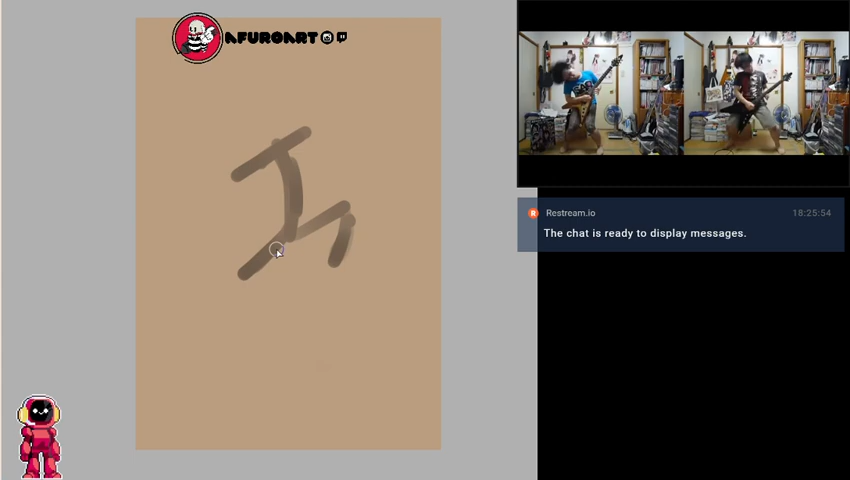 AFUROART
Restream.io 18:25:54
The chat is ready to display messages.